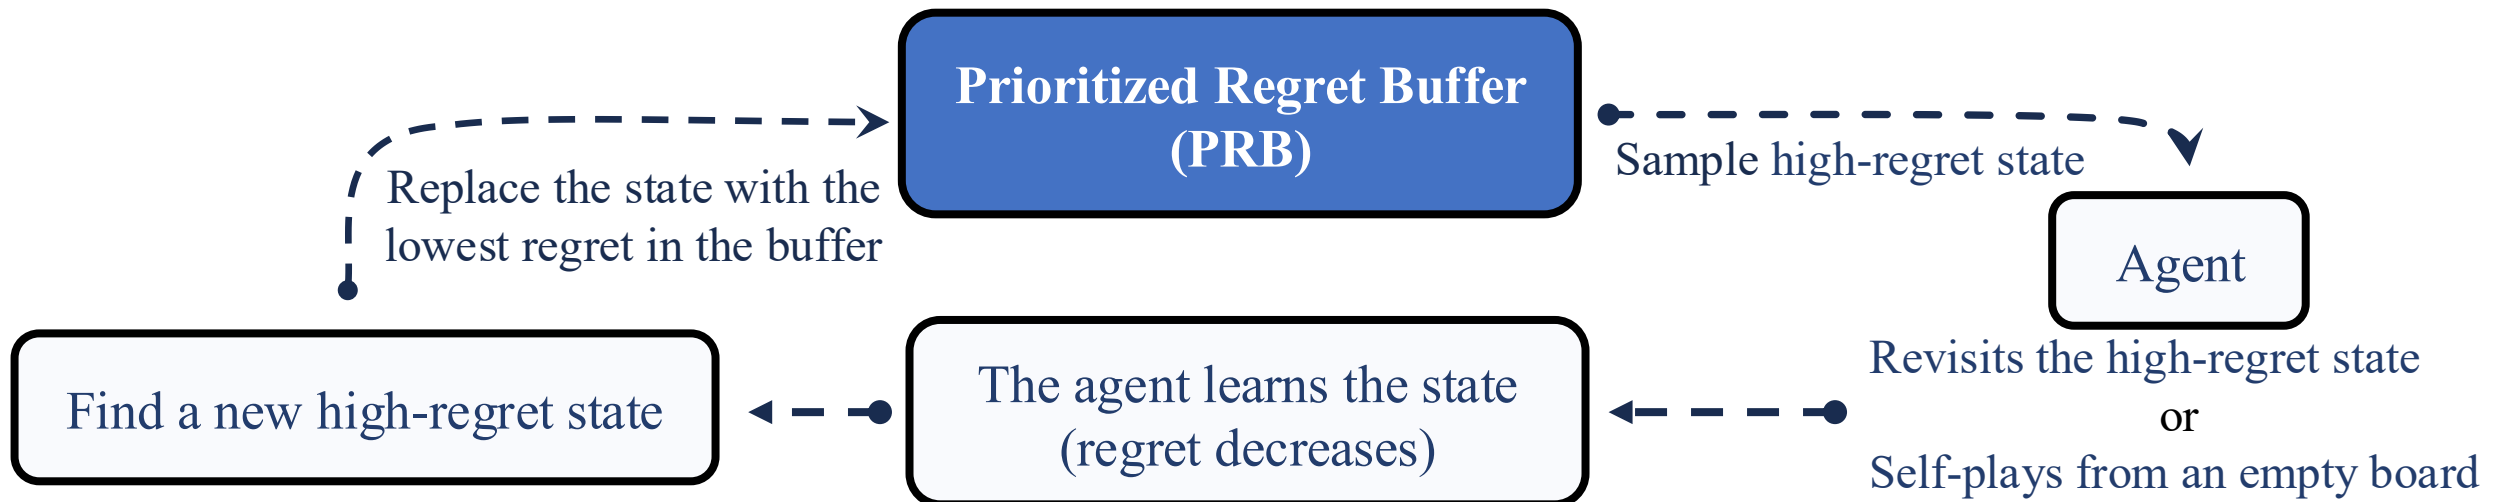 Prioritized Regret Buffer
(PRB)
Replace the state with the
lowest regret in the buffer
Sample high-regret state
Agent
Revisits the high-regret state
or
Self-plays from an empty board
The agent learns the state
(regret decreases)
Find a new high-regret state